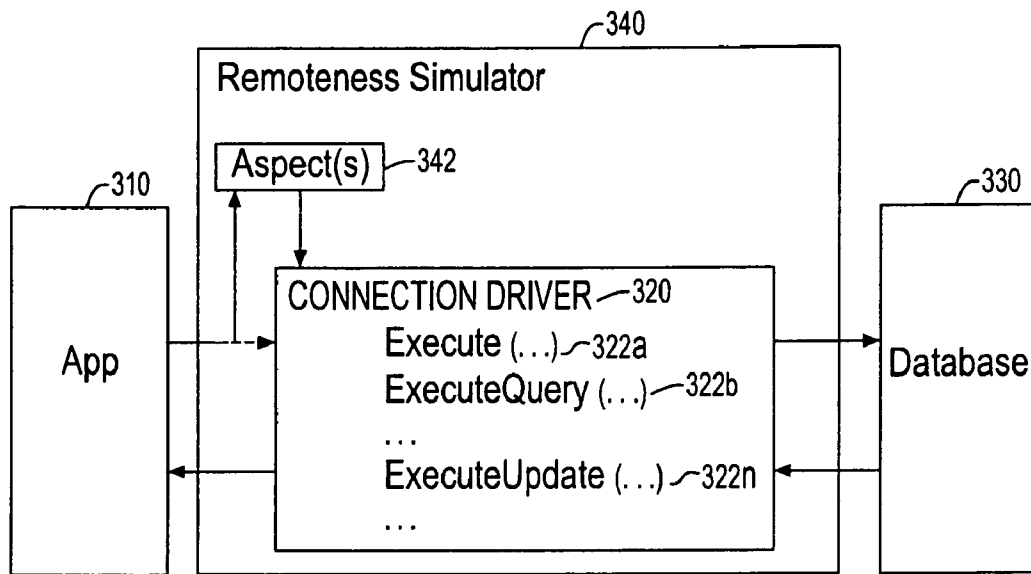 340
Remoteness Simulator
Aspect(s) 342
310
330
CONNECTION DRIVER 320
Execute (...) 322a
App
Database
ExecuteQuery (...) 322b
...
ExecuteUpdate (...) 322n
...